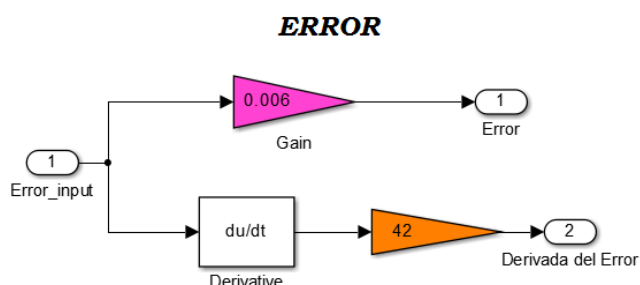 ERROR
0.006
1
Error
Gain
1
Error_input
du/dt
Derivative
42
2
Derivada del Error